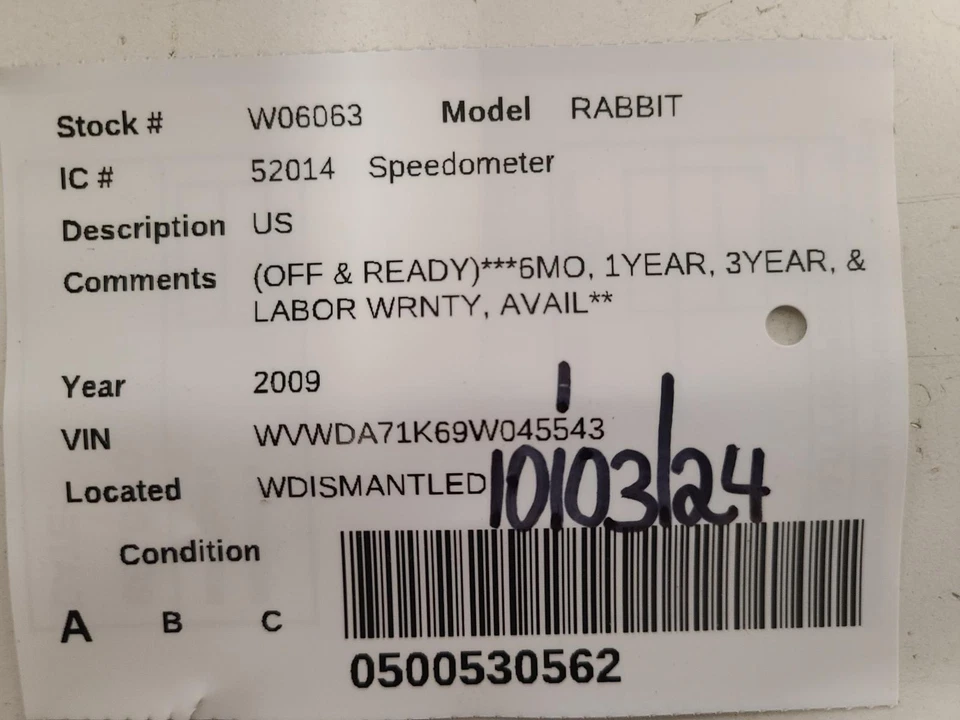 Stock # W06063 Model RABBIT
IC # 52014 Speedometer
Description US
Comments (OFF & READY)***6MO, 1YEAR, 3YEAR, &
LABOR WRNTY, AVAIL**
Year 2009
VIN WVWDA71K69W045543
Located WDISMANTLED 10/03/24
Condition
A B C
0500530562